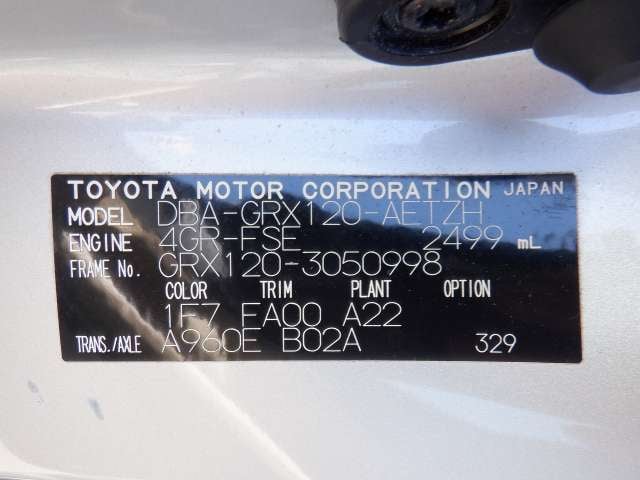 TOYOTA MOTOR CORPORATION JAPAN
MODEL DBA-GRX120-AETZH
ENGINE 4GR-FSE 2499 mL
FRAME No. GRX120-3050998
COLOR TRIM PLANT OPTION
1F7 FA00 A22
TRANS./AXLE A960E B02A 329